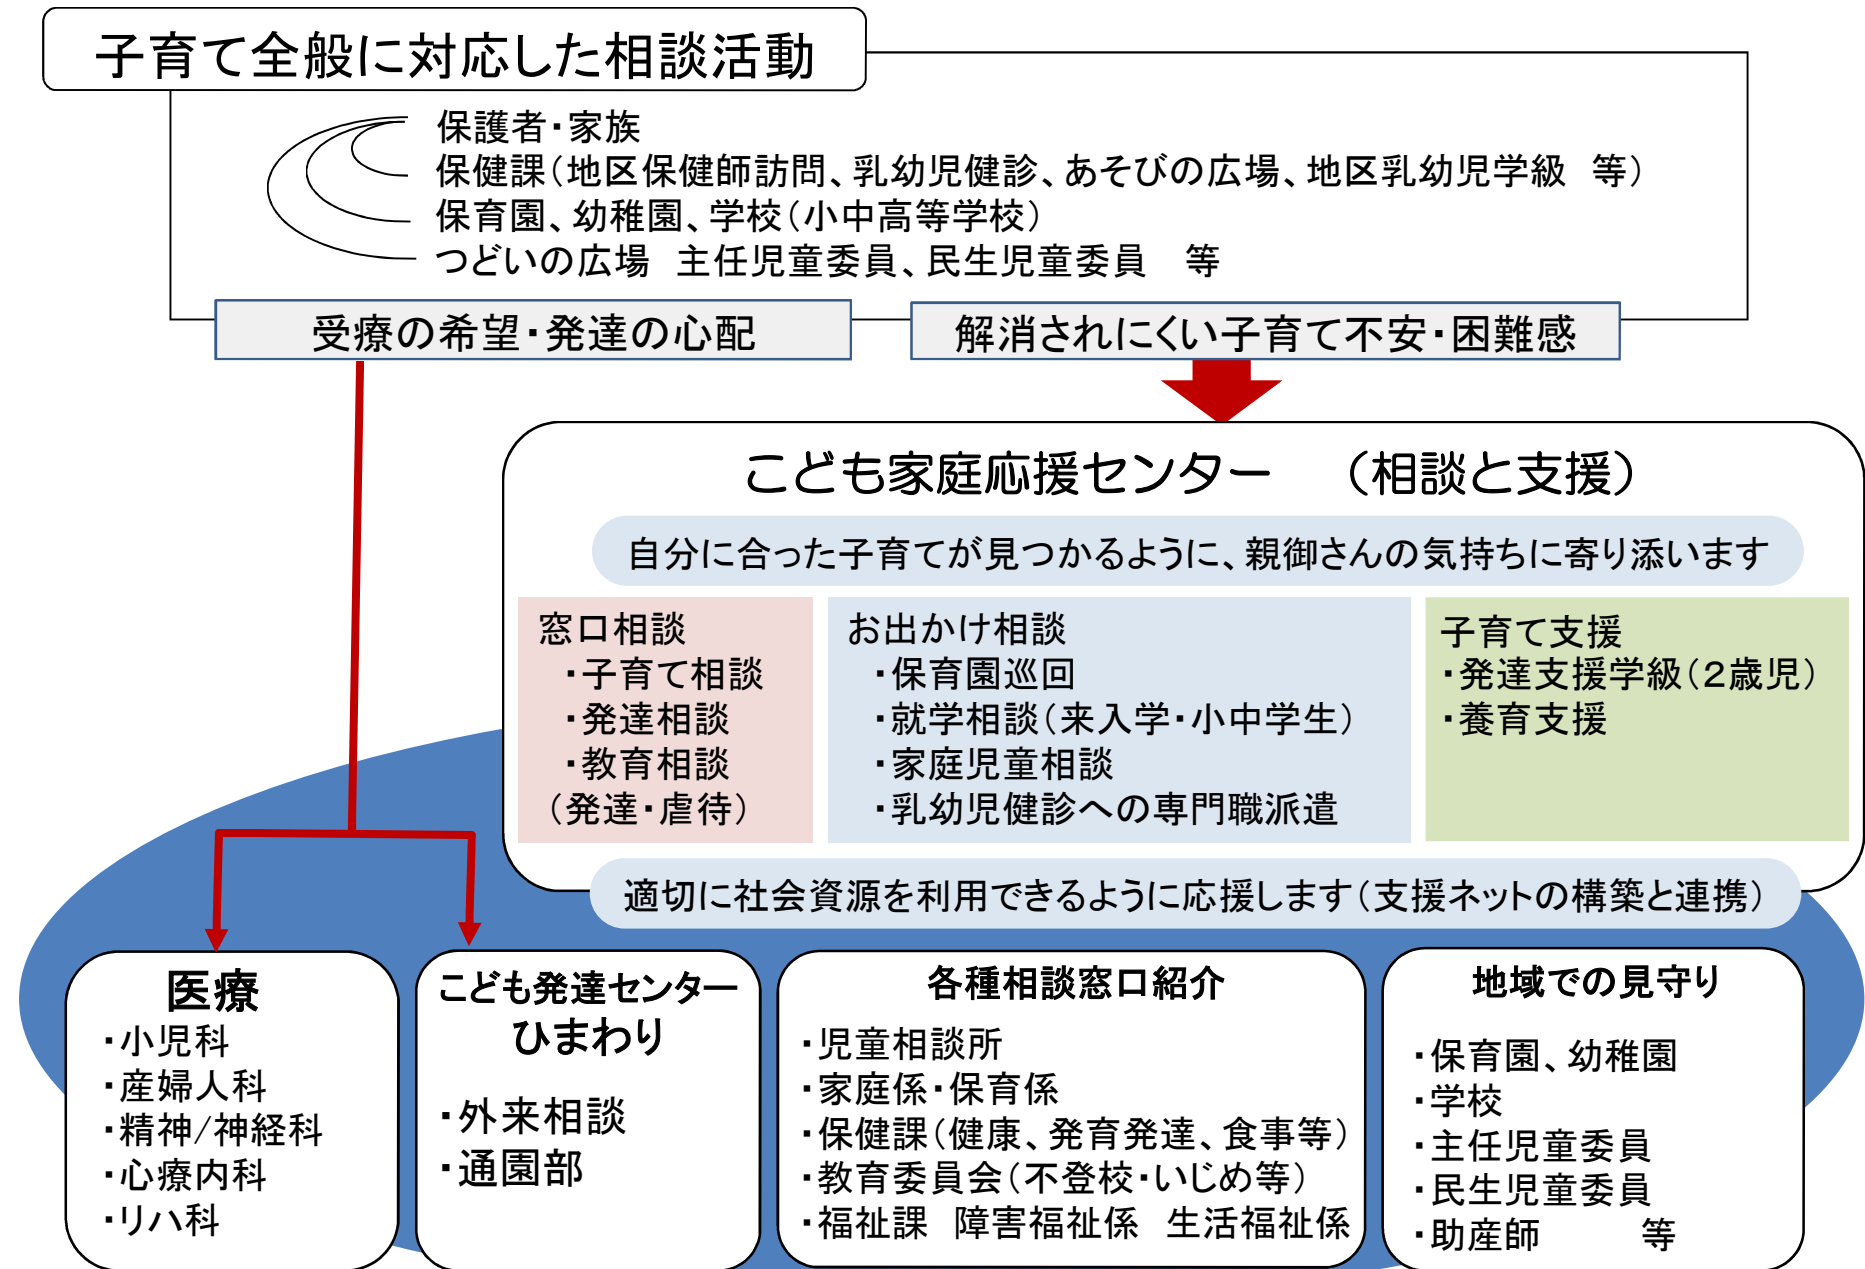 子育て全般に対応した相談活動
保護者・家族
保健課（地区保健師訪問、乳幼児健診、あそびの広場、地区乳幼児学級　等）
保育園、幼稚園、学校（小中高等学校）
つどいの広場　主任児童委員、民生児童委員　等
受療の希望・発達の心配
解消されにくい子育て不安・困難感
こども家庭応援センター　（相談と支援）
自分に合った子育てが見つかるように、親御さんの気持ちに寄り添います
窓口相談
・子育て相談
・発達相談
・教育相談
（発達・虐待）
お出かけ相談
・保育園巡回
・就学相談（来入学・小中学生）
・家庭児童相談
・乳幼児健診への専門職派遣
子育て支援
・発達支援学級（２歳児）
・養育支援
適切に社会資源を利用できるように応援します（支援ネットの構築と連携）
医療
・小児科
・産婦人科
・精神/神経科
・心療内科
・リハ科
こども発達センター
ひまわり
・外来相談
・通園部
各種相談窓口紹介
・児童相談所
・家庭係・保育係
・保健課（健康、発育発達、食事等）
・教育委員会（不登校・いじめ等）
・福祉課　障害福祉係　生活福祉係
地域での見守り
・保育園、幼稚園
・学校
・主任児童委員
・民生児童委員
・助産師　　　等